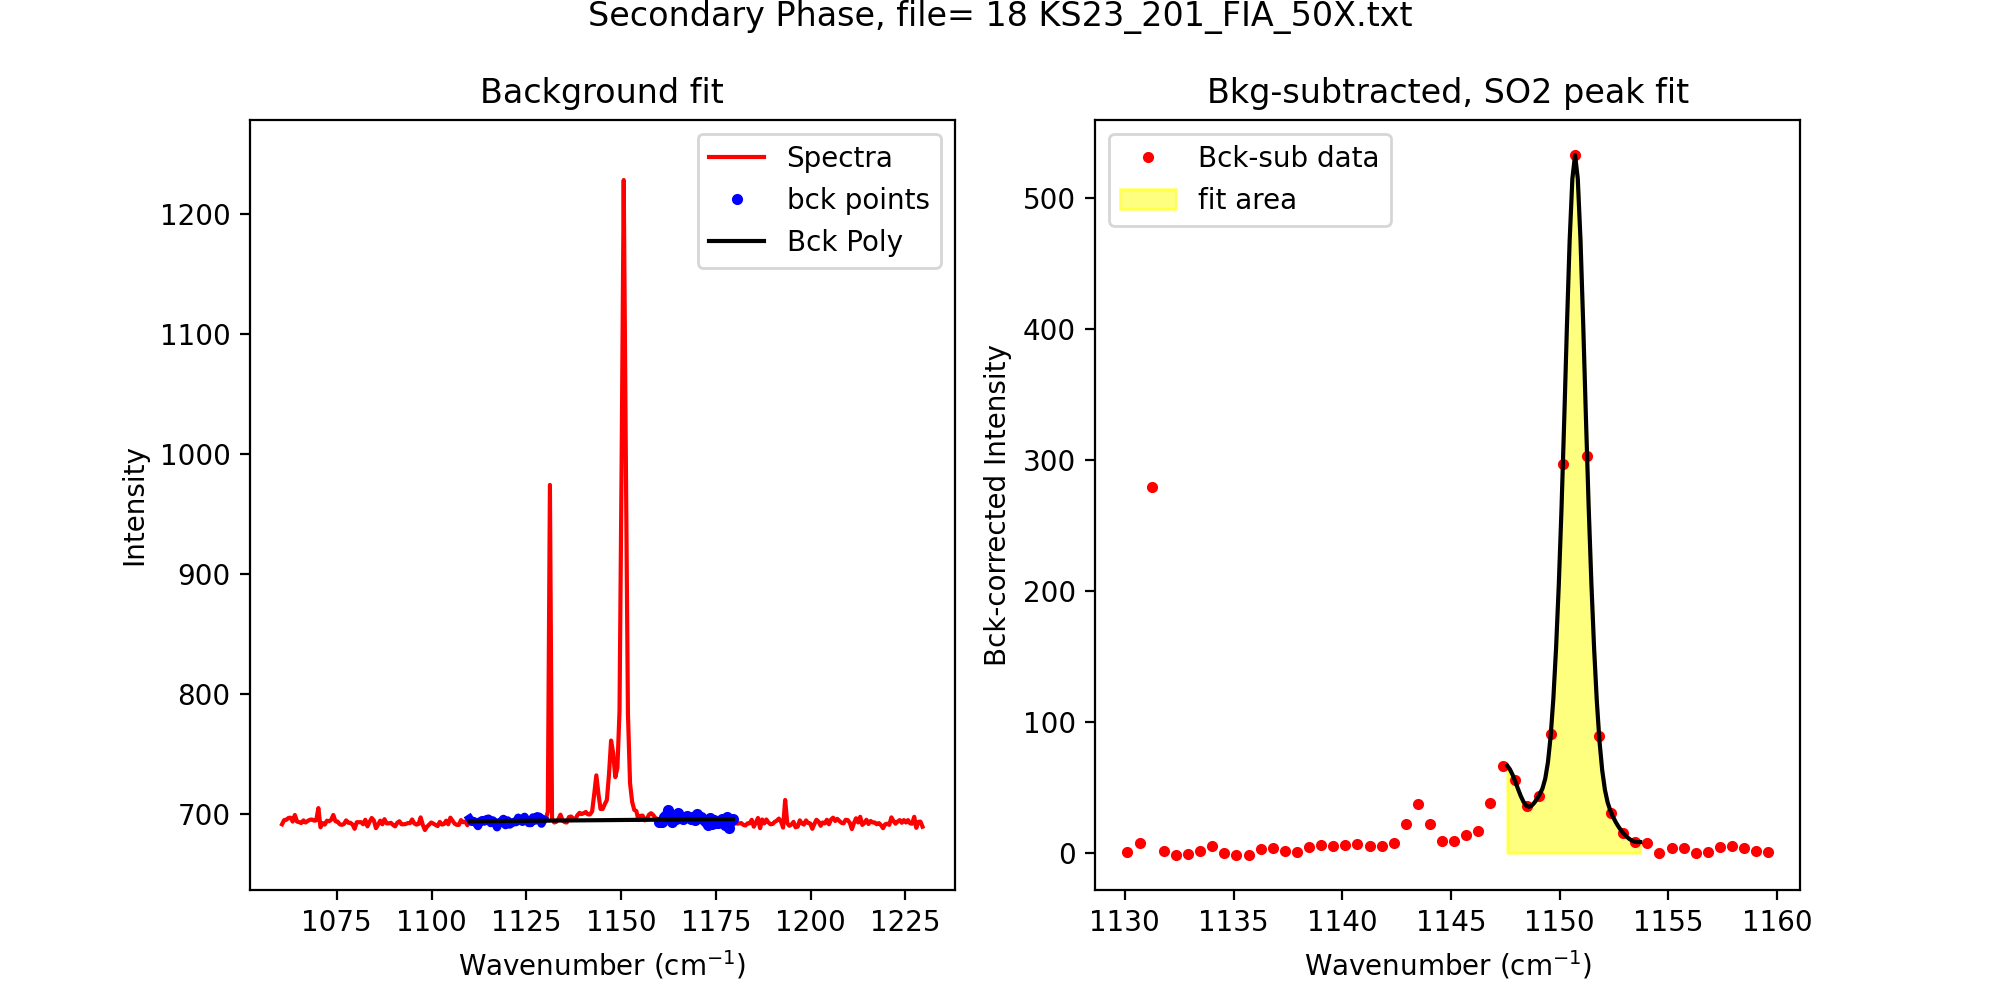 Secondary Phase, file= 18 KS23_201_FIA_50X.txt
Background fit
Spectra
bck points
Bck Poly
Intensity
1200
1100
1000
900
800
700
1075 1100 1125 1150 1175 1200 1225
Wavenumber (cm⁻¹)
Bkg-subtracted, SO2 peak fit
Bck-sub data
fit area
Bck-corrected Intensity
500
400
300
200
100
0
1130 1135 1140 1145 1150 1155 1160
Wavenumber (cm⁻¹)